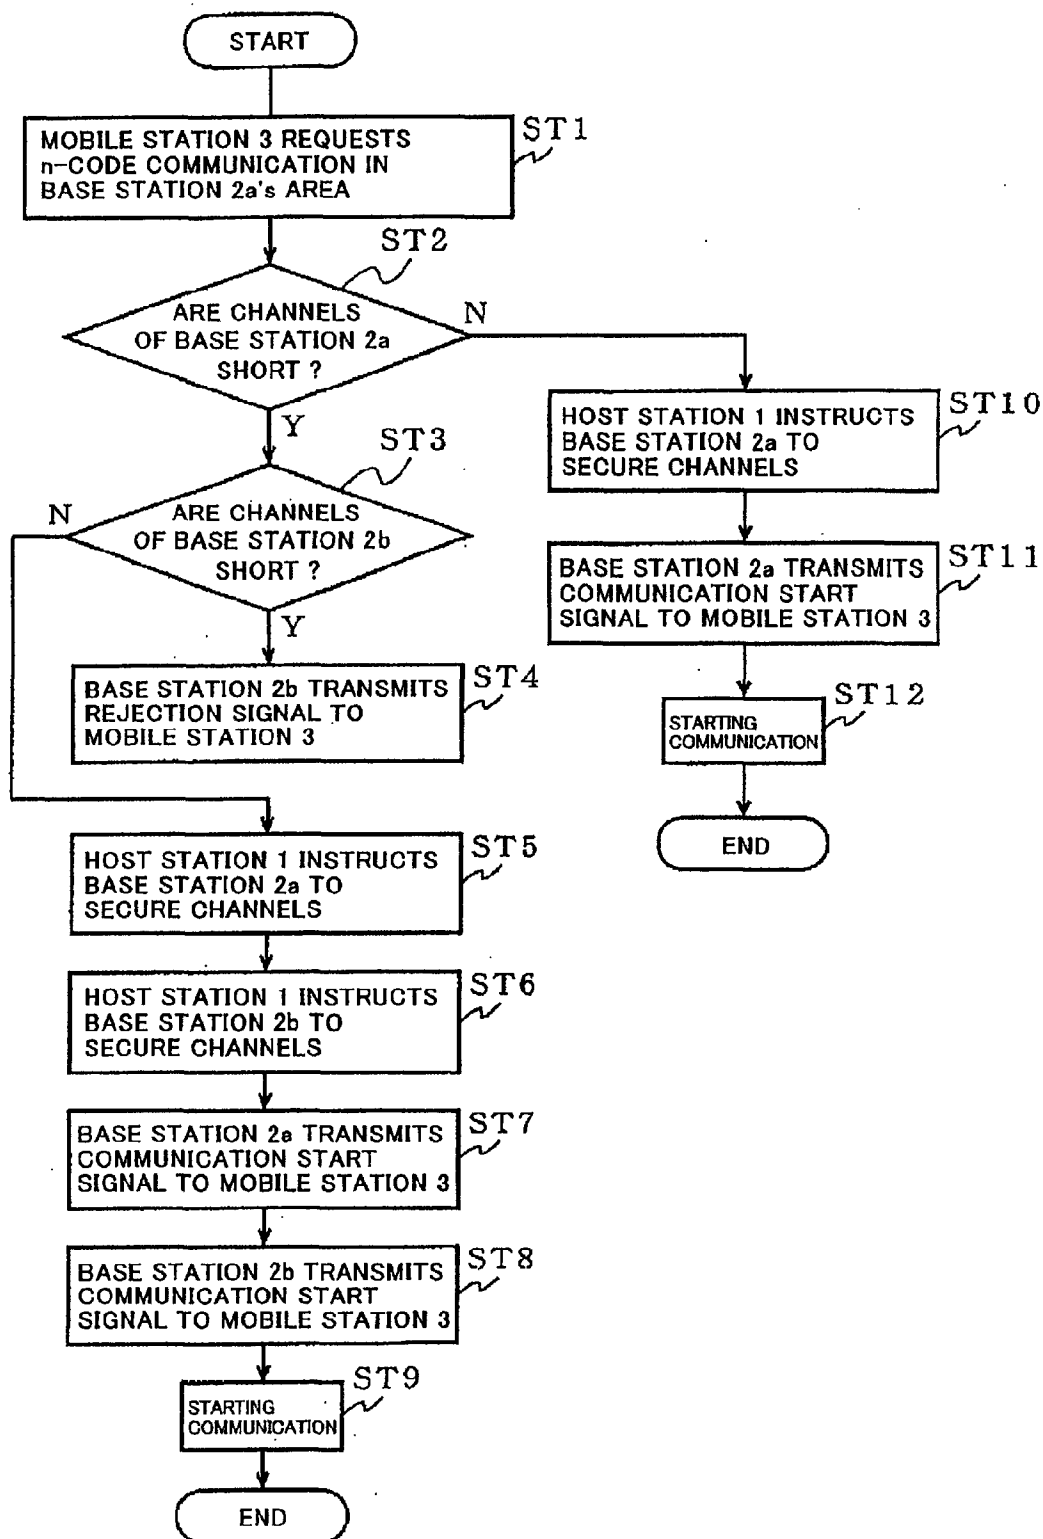 START
MOBILE STATION 3 REQUESTS
n-CODE COMMUNICATION IN
BASE STATION 2a's AREA
ST1
ST2
ARE CHANNELS
OF BASE STATION 2a
SHORT ?
N
Y
ST3
ARE CHANNELS
OF BASE STATION 2b
SHORT ?
N
Y
BASE STATION 2b TRANSMITS
REJECTION SIGNAL TO
MOBILE STATION 3
ST4
HOST STATION 1 INSTRUCTS
BASE STATION 2a TO
SECURE CHANNELS
ST5
HOST STATION 1 INSTRUCTS
BASE STATION 2b TO
SECURE CHANNELS
ST6
BASE STATION 2a TRANSMITS
COMMUNICATION START
SIGNAL TO MOBILE STATION 3
ST7
BASE STATION 2b TRANSMITS
COMMUNICATION START
SIGNAL TO MOBILE STATION 3
ST8
STARTING
COMMUNICATION
ST9
END
HOST STATION 1 INSTRUCTS
BASE STATION 2a TO
SECURE CHANNELS
ST10
BASE STATION 2a TRANSMITS
COMMUNICATION START
SIGNAL TO MOBILE STATION 3
ST11
STARTING
COMMUNICATION
ST12
END